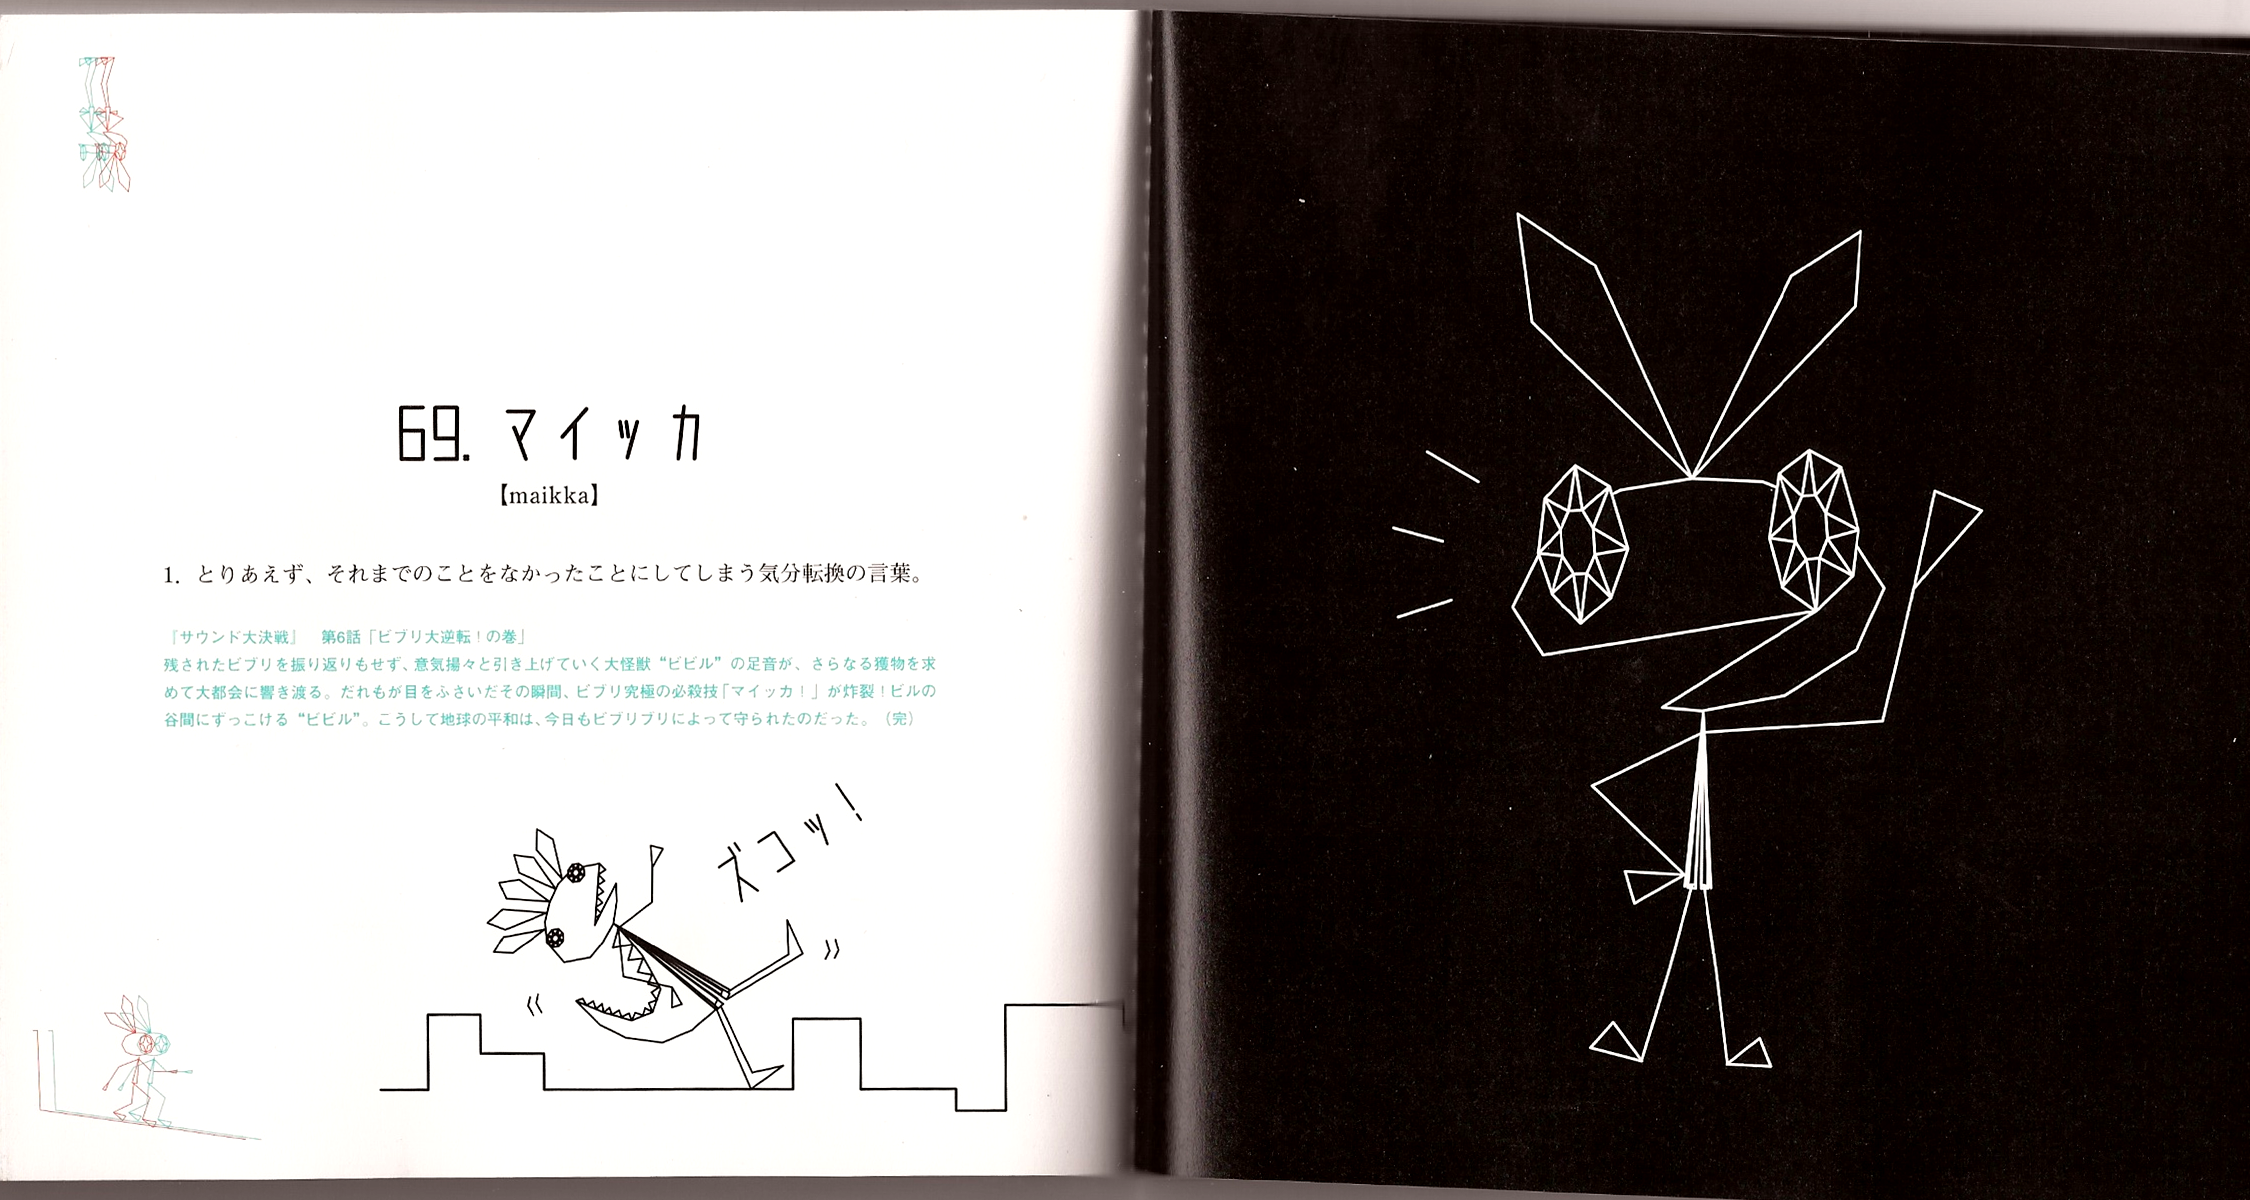 69. マイッカ
【maikka】
1. とりあえず、それまでのことをなかったことにしてしまう気分転換の言葉。
『サウンド大決戦』　第6話「ビブリ大逆転！の巻」
残されたビブリを振り返りもせず、意気揚々と引き上げていく大怪獣“ビビル”の足音が、さらなる獲物を求
めて大都会に響き渡る。だれもが目をふさいだその瞬間、ビブリ究極の必殺技「マイッカ！」が炸裂！ビルの
谷間にずっこける“ビビル”。こうして地球の平和は、今日もビブリブリによって守られたのだった。（完）
ズコッ！